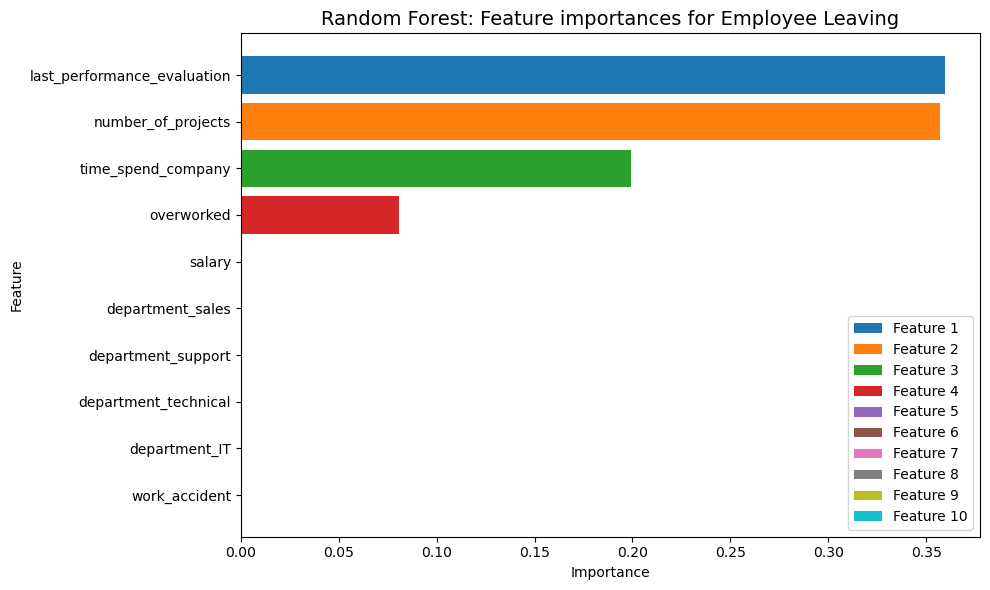 Random Forest: Feature importances for Employee Leaving
Feature
last_performance_evaluation
number_of_projects
time_spend_company
overworked
salary
department_sales
department_support
department_technical
department_IT
work_accident
Feature 1
Feature 2
Feature 3
Feature 4
Feature 5
Feature 6
Feature 7
Feature 8
Feature 9
Feature 10
0.00 0.05 0.10 0.15 0.20 0.25 0.30 0.35
Importance